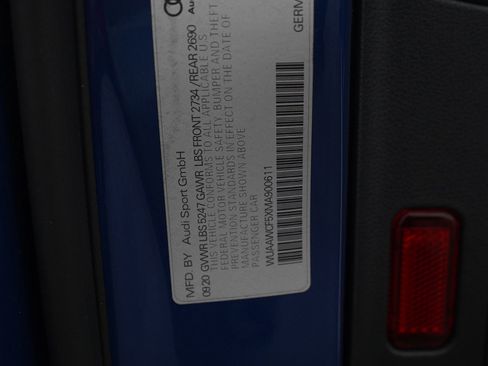 Au
GERM
MFD. BY Audi Sport GmbH
09.20 GVWR LBS 5247 GAWR LBS FRONT 2734 /REAR 2690
THIS VEHICLE CONFORMS TO ALL APPLICABLE U.S
FEDERAL MOTOR VEHICLE SAFETY, BUMPER AND THEFT
PREVENTION STANDARDS IN EFFECT ON THE DATE OF
MANUFACTURE SHOWN ABOVE
PASSENGER CAR
WUAAWCF5XMA900611